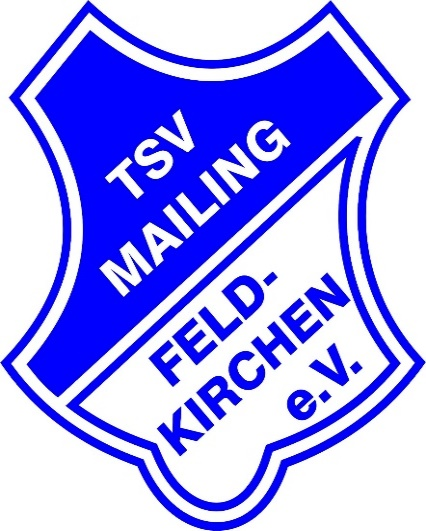 TSV
MAILING
FELD-
KIRCHEN
e.V.